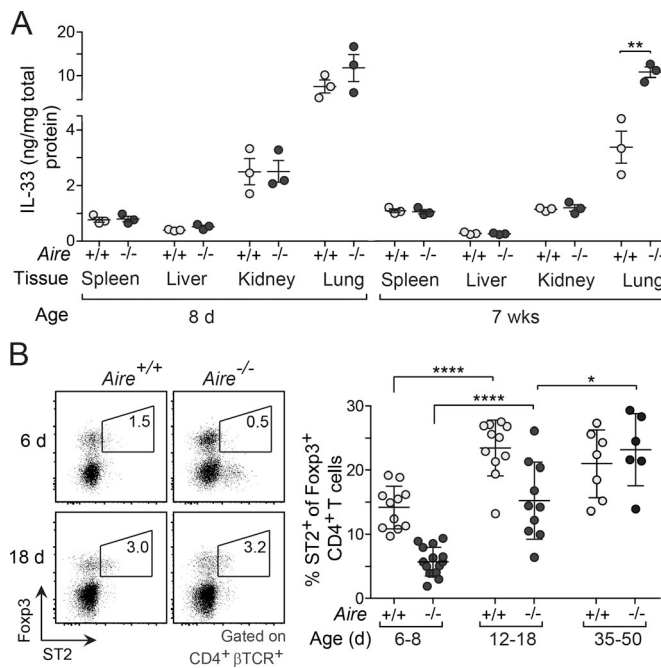 A
IL-33 (ng/mg total
protein)
20
10
4
2
0
**
Aire +/+ -/- +/+ -/- +/+ -/- +/+ -/- +/+ -/- +/+ -/- +/+ -/- +/+ -/-
Tissue Spleen Liver Kidney Lung Spleen Liver Kidney Lung
Age 8 d 7 wks
B
Aire+/+ Aire-/-
6 d 1.5 0.5
18 d 3.0 3.2
Foxp3
ST2
Gated on
CD4+ βTCR+
% ST2+ of Foxp3+
CD4+ T cells
**** *
****
30
20
10
0
Aire +/+ -/- +/+ -/- +/+ -/-
Age (d) 6-8 12-18 35-50